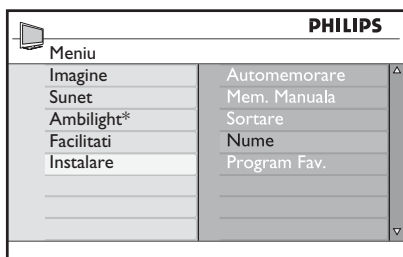 PHILIPS
Meniu
Imagine
Sunet
Ambilight*
Facilitati
Instalare
Automemorare
Mem. Manuala
Sortare
Nume
Program Fav.